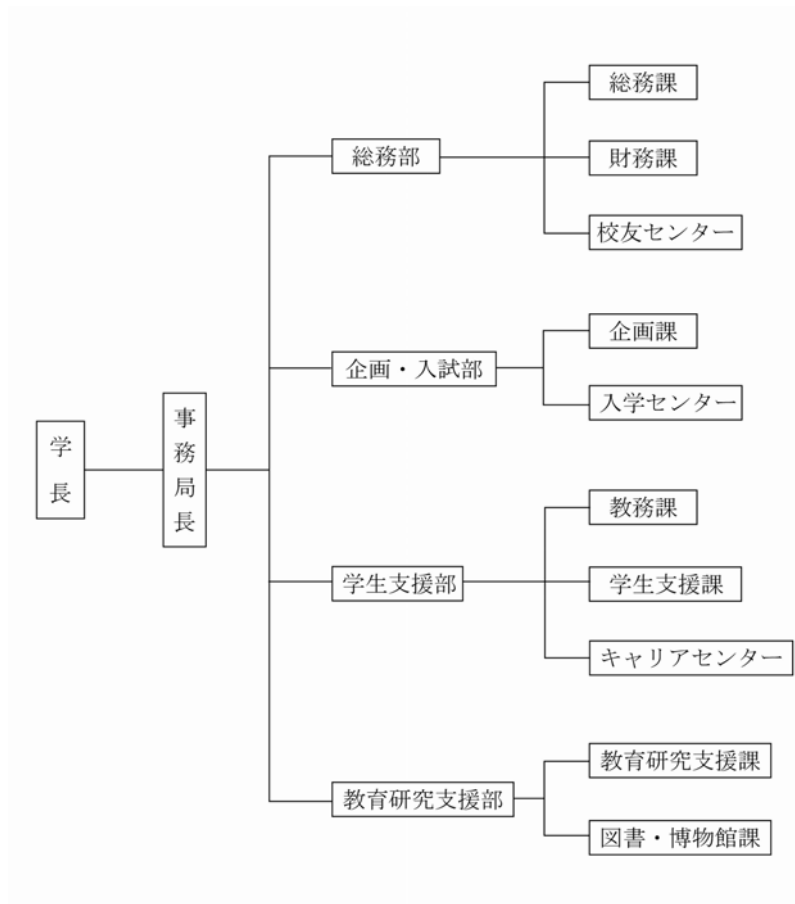 学長
事務局長
総務部
総務課
財務課
校友センター
企画・入試部
企画課
入学センター
学生支援部
教務課
学生支援課
キャリアセンター
教育研究支援部
教育研究支援課
図書・博物館課